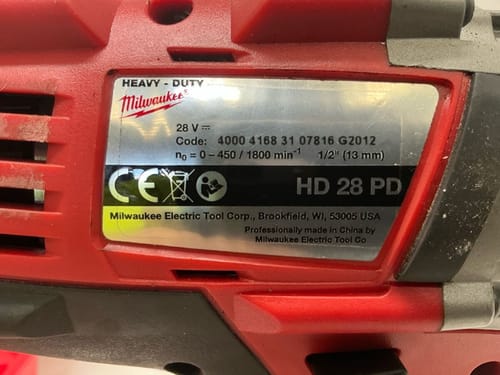 HEAVY - DUTY
Milwaukee
28 V ⎓
Code: 4000 4168 31 07816 G2012
n₀ = 0 – 450 / 1800 min⁻¹ 1/2" (13 mm)
CE HD 28 PD
Milwaukee Electric Tool Corp., Brookfield, WI, 53005 USA
Professionally made in China by
Milwaukee Electric Tool Co